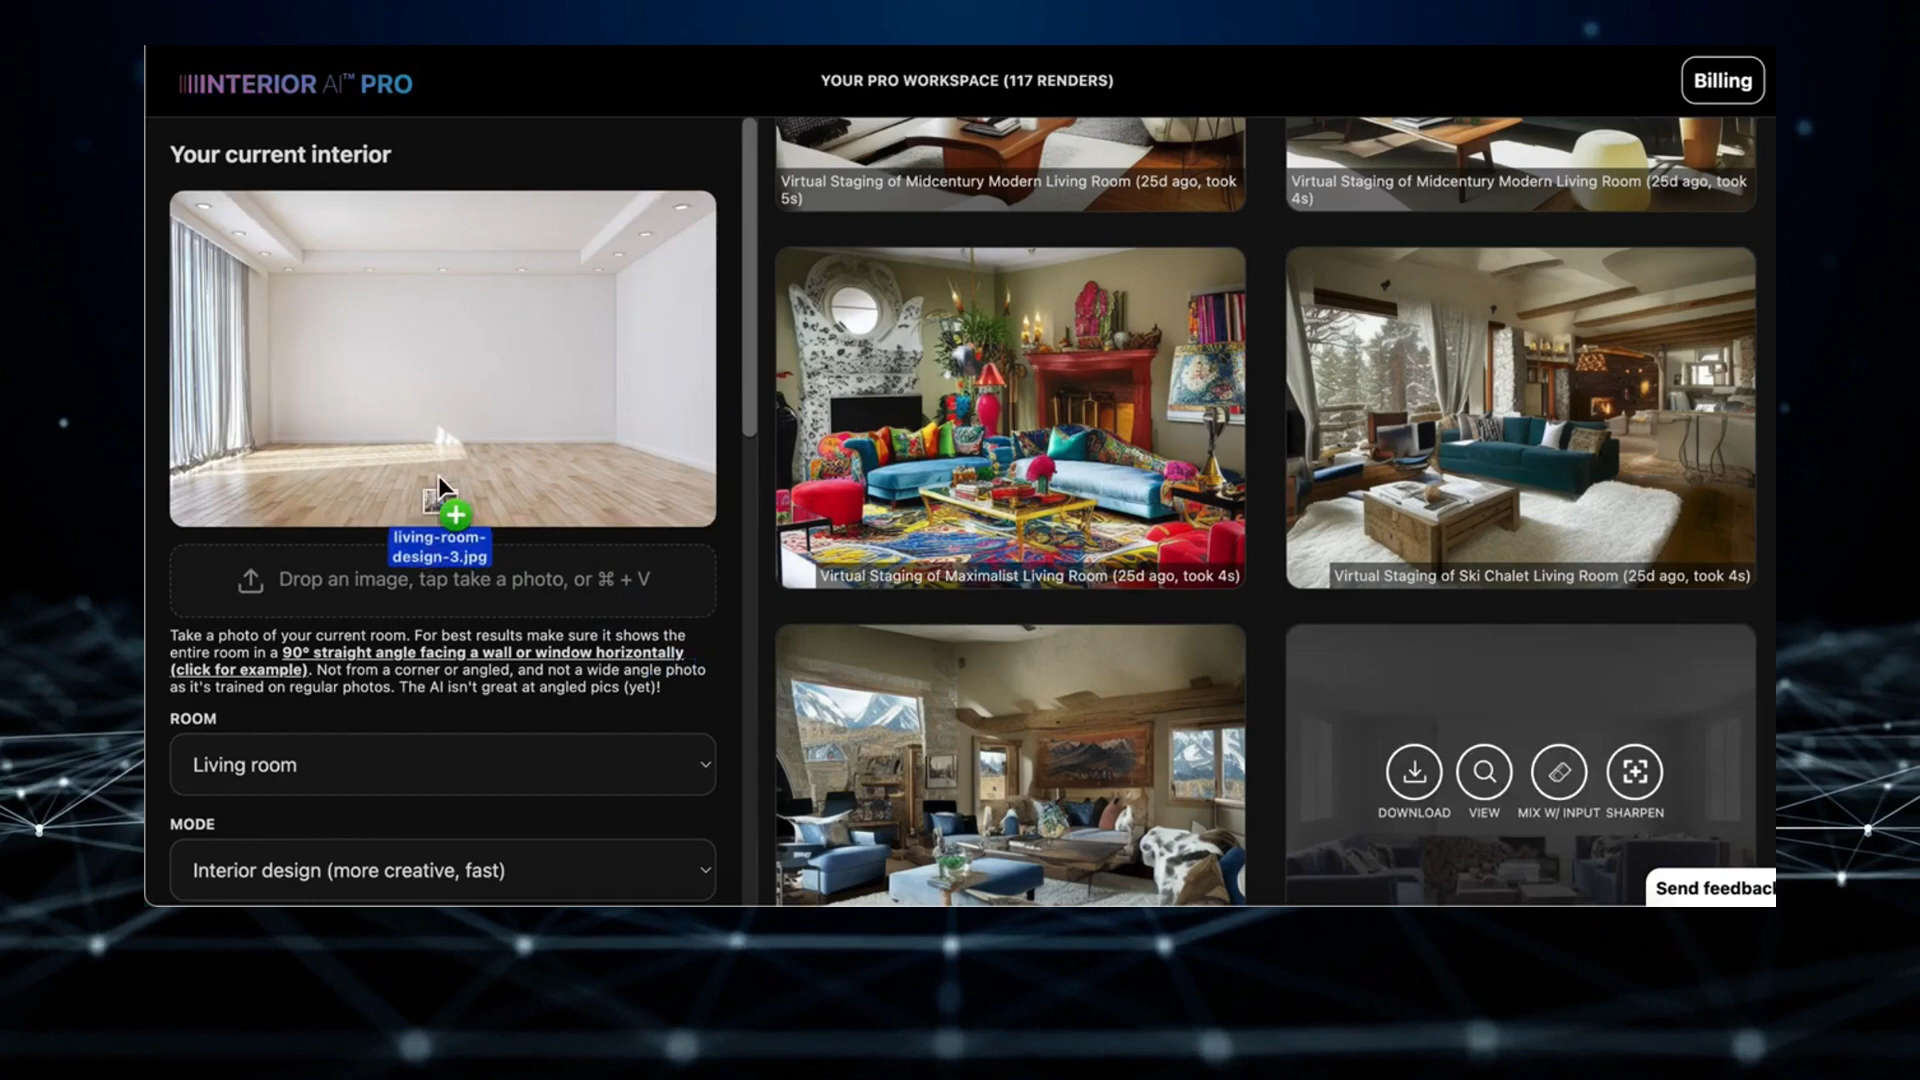 INTERIOR AI™ PRO
YOUR PRO WORKSPACE (117 RENDERS)
Billing
Your current interior
living-room-
design-3.jpg
Drop an image, tap take a photo, or ⌘ + V
Take a photo of your current room. For best results make sure it shows the
entire room in a 90º straight angle facing a wall or window horizontally
(click for example). Not from a corner or angled, and not a wide angle photo
as it's trained on regular photos. The AI isn't great at angled pics (yet)!
ROOM
Living room
MODE
Interior design (more creative, fast)
Virtual Staging of Midcentury Modern Living Room (25d ago, took
5s)
Virtual Staging of Midcentury Modern Living Room (25d ago, took
4s)
Virtual Staging of Maximalist Living Room (25d ago, took 4s)
Virtual Staging of Ski Chalet Living Room (25d ago, took 4s)
DOWNLOAD
VIEW
MIX W/ INPUT
SHARPEN
Send feedback